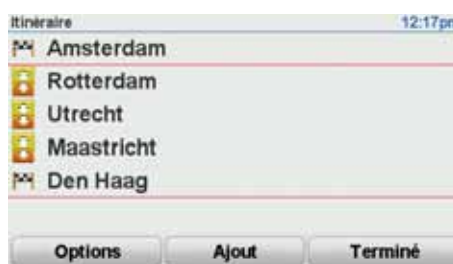 Itinéraire 12:17pm
Amsterdam
Rotterdam
Utrecht
Maastricht
Den Haag
Options Ajout Terminé